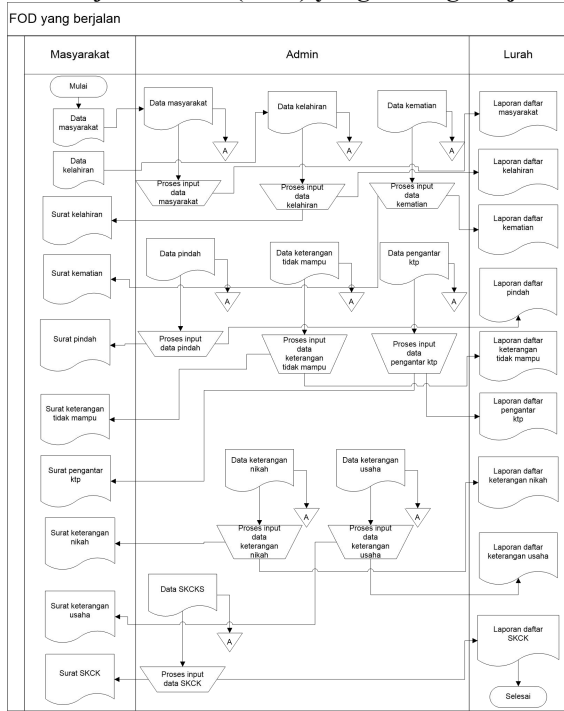 FOD yang berjalan
Masyarakat
Admin
Lurah
Mulai
Data
masyarakat
Data masyarakat
A
Data kelahiran
A
Data kematian
A
Laporan daftar
masyarakat
Data
kelahiran
Proses input
data
masyarakat
Proses input
data
kelahiran
Proses input
data
kematian
Laporan daftar
kelahiran
Surat kelahiran
Laporan daftar
kematian
Surat kematian
Data pindah
A
Data keterangan
tidak mampu
A
Data pengantar
ktp
A
Laporan daftar
pindah
Surat pindah
Proses input
data pindah
Proses input
data
keterangan
tidak mampu
Proses input
data
pengantar ktp
Laporan daftar
keterangan
tidak mampu
Surat keterangan
tidak mampu
Laporan daftar
pengantar
ktp
Surat pengantar
ktp
Data keterangan
nikah
A
Data keterangan
usaha
A
Laporan daftar
keterangan nikah
Surat keterangan
nikah
Proses input
data
keterangan
nikah
Proses input
data
keterangan
usaha
Laporan daftar
keterangan usaha
Surat keterangan
usaha
Data SKCKS
A
Laporan daftar
SKCK
Surat SKCK
Proses input
data SKCK
Selesai